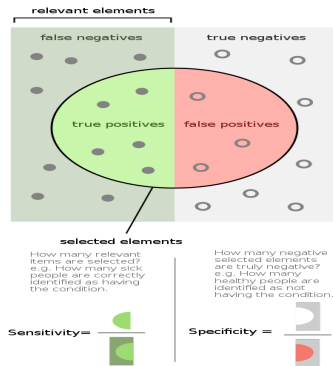 relevant elements
false negatives
true negatives
true positives
false positives
selected elements
How many relevant
items are selected?
e.g. How many sick
people are correctly
identified as having
the condition.
How many negative
selected elements
are truly negative?
e.g. How many
healthy people are
identified as not
having the condition.
Sensitivity=
Specificity =